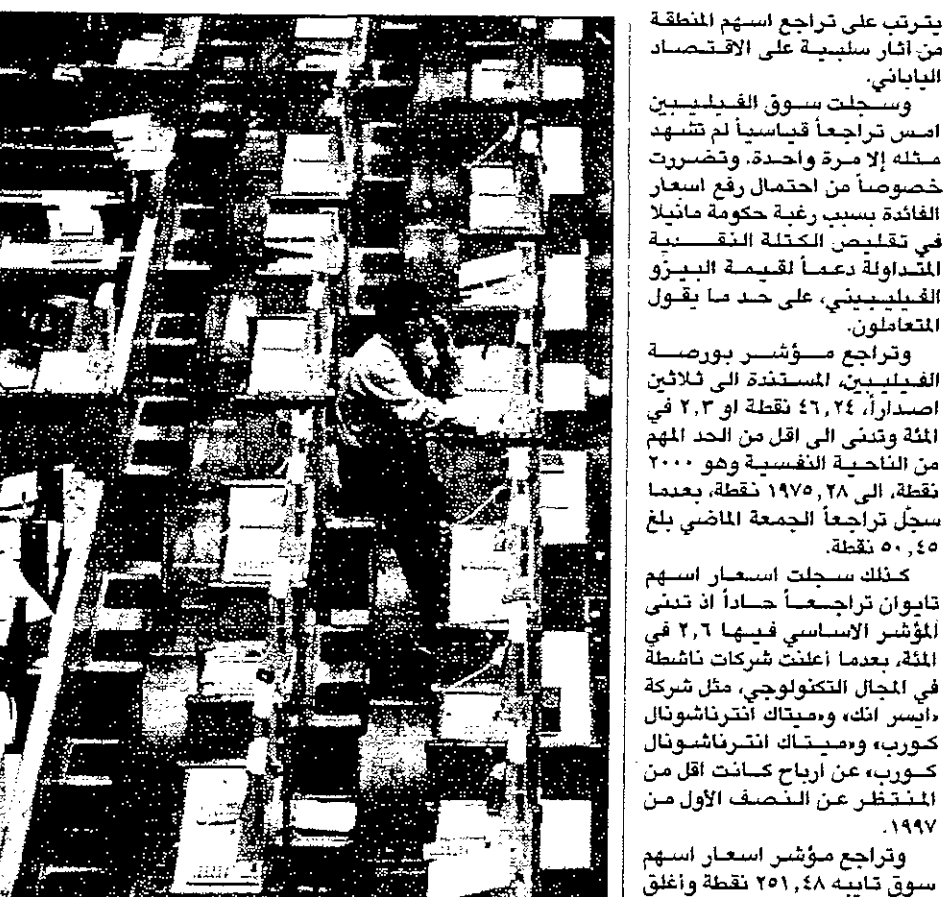 يترتب على تراجع اسهم المنطقة
من آثار سلبية على الاقتصاد
الياباني.
وسجلت سوق الفيليبين
امس تراجعاً قياسياً لم تشهد
مثله إلا مرة واحدة. وتضررت
خصوصاً من احتمال رفع اسعار
الفائدة بسبب رغبة حكومة مانيلا
في تقليص الكتلة النقدية
المتداولة دعماً لقيمة البيزو
الفيليبيني، على حد ما يقول
المتعاملون.
وتراجع مؤشر بورصة
الفيليبين، المستندة الى ثلاثين
اصداراً، ٤٦,٢٤ نقطة او ٢,٣ في
المئة وتدنى الى اقل من الحد المهم
من الناحية النفسية وهو ٢٠٠٠
نقطة، الى ١٩٧٥,٢٨ نقطة، بعدما
سجّل تراجعاً الجمعة الماضي بلغ
٥٠,٤٥ نقطة.
كذلك سجلت اسعار اسهم
تايوان تراجعاً حاداً اذ تدنى
المؤشر الاساسي فيها ٢,٦ في
المئة، بعدما أعلنت شركات ناشطة
في المجال التكنولوجي، مثل شركة
«ايسر انك» و«ميتاك انترناشونال
كورب» و«ميتاك انترناشونال
كورب» عن ارباح كانت اقل من
المنتظر عن النصف الأول من
١٩٩٧.
وتراجع مؤشر اسعار اسهم
سوق تايبه ٢٥١,٤٨ نقطة وأغلق